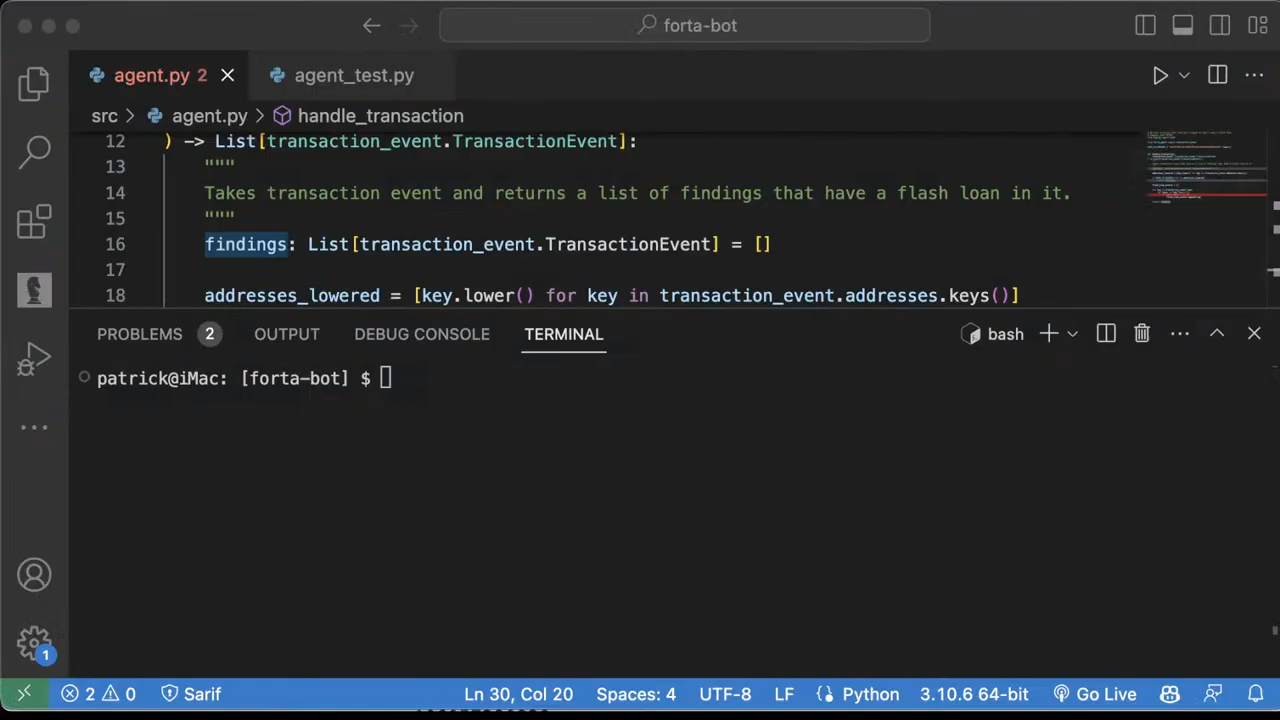 forta-bot
agent.py 2
agent_test.py
src > agent.py > handle_transaction
12 ) -> List[transaction_event.TransactionEvent]:
13 """
14 Takes transaction event and returns a list of findings that have a flash loan in it.
15 """
16 findings: List[transaction_event.TransactionEvent] = []
17
18 addresses_lowered = [key.lower() for key in transaction_event.addresses.keys()]
PROBLEMS 2 OUTPUT DEBUG CONSOLE TERMINAL
bash
patrick@iMac: [forta-bot] $
1
2 0 Sarif Ln 30, Col 20 Spaces: 4 UTF-8 LF Python 3.10.6 64-bit Go Live